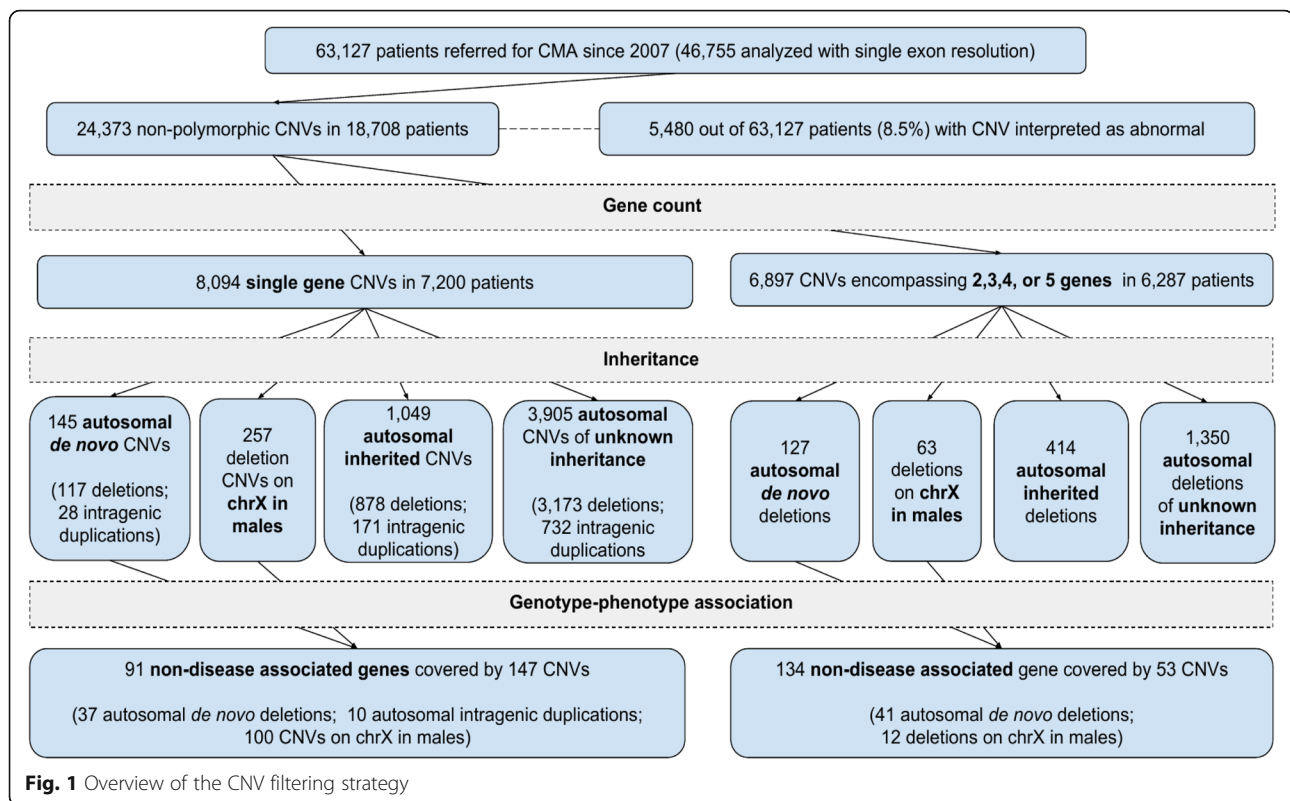 63,127 patients referred for CMA since 2007 (46,755 analyzed with single exon resolution)
24,373 non-polymorphic CNVs in 18,708 patients
5,480 out of 63,127 patients (8.5%) with CNV interpreted as abnormal
Gene count
8,094 single gene CNVs in 7,200 patients
6,897 CNVs encompassing 2,3,4, or 5 genes in 6,287 patients
Inheritance
145 autosomal
de novo CNVs
(117 deletions;
28 intragenic
duplications)
257
deletion
CNVs on
chrX in
males
1,049
autosomal
inherited CNVs
(878 deletions;
171 intragenic
duplications)
3,905 autosomal
CNVs of unknown
inheritance
(3,173 deletions;
732 intragenic
duplications
127
autosomal
de novo
deletions
63
deletions
on chrX
in males
414
autosomal
inherited
deletions
1,350
autosomal
deletions
of unknown
inheritance
Genotype-phenotype association
91 non-disease associated genes covered by 147 CNVs
(37 autosomal de novo deletions; 10 autosomal intragenic duplications;
100 CNVs on chrX in males)
134 non-disease associated gene covered by 53 CNVs
(41 autosomal de novo deletions;
12 deletions on chrX in males)
Fig. 1 Overview of the CNV filtering strategy